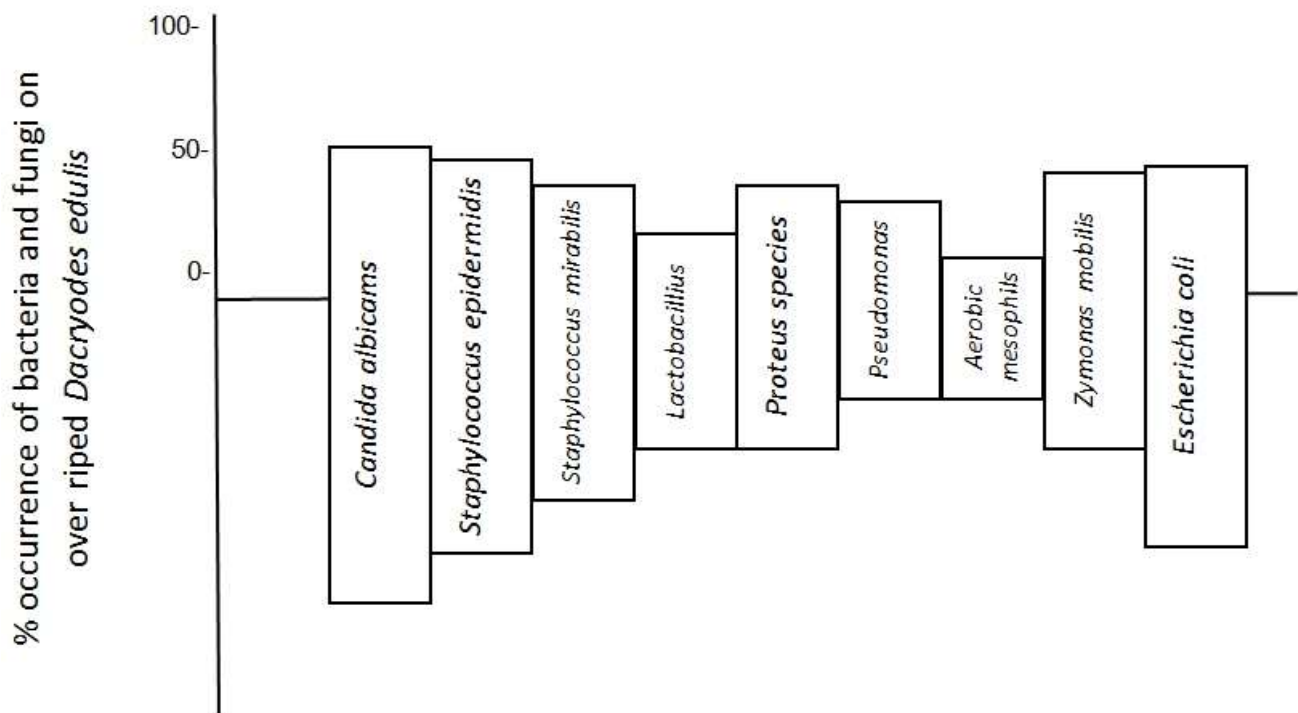 % occurrence of bacteria and fungi on
over riped Dacryodes edulis
100-
50-
0-
Candida albicams
Staphylococcus epidermidis
Staphylococcus mirabilis
Lactobacillius
Proteus species
Pseudomonas
Aerobic
mesophils
Zymonas mobilis
Escherichia coli